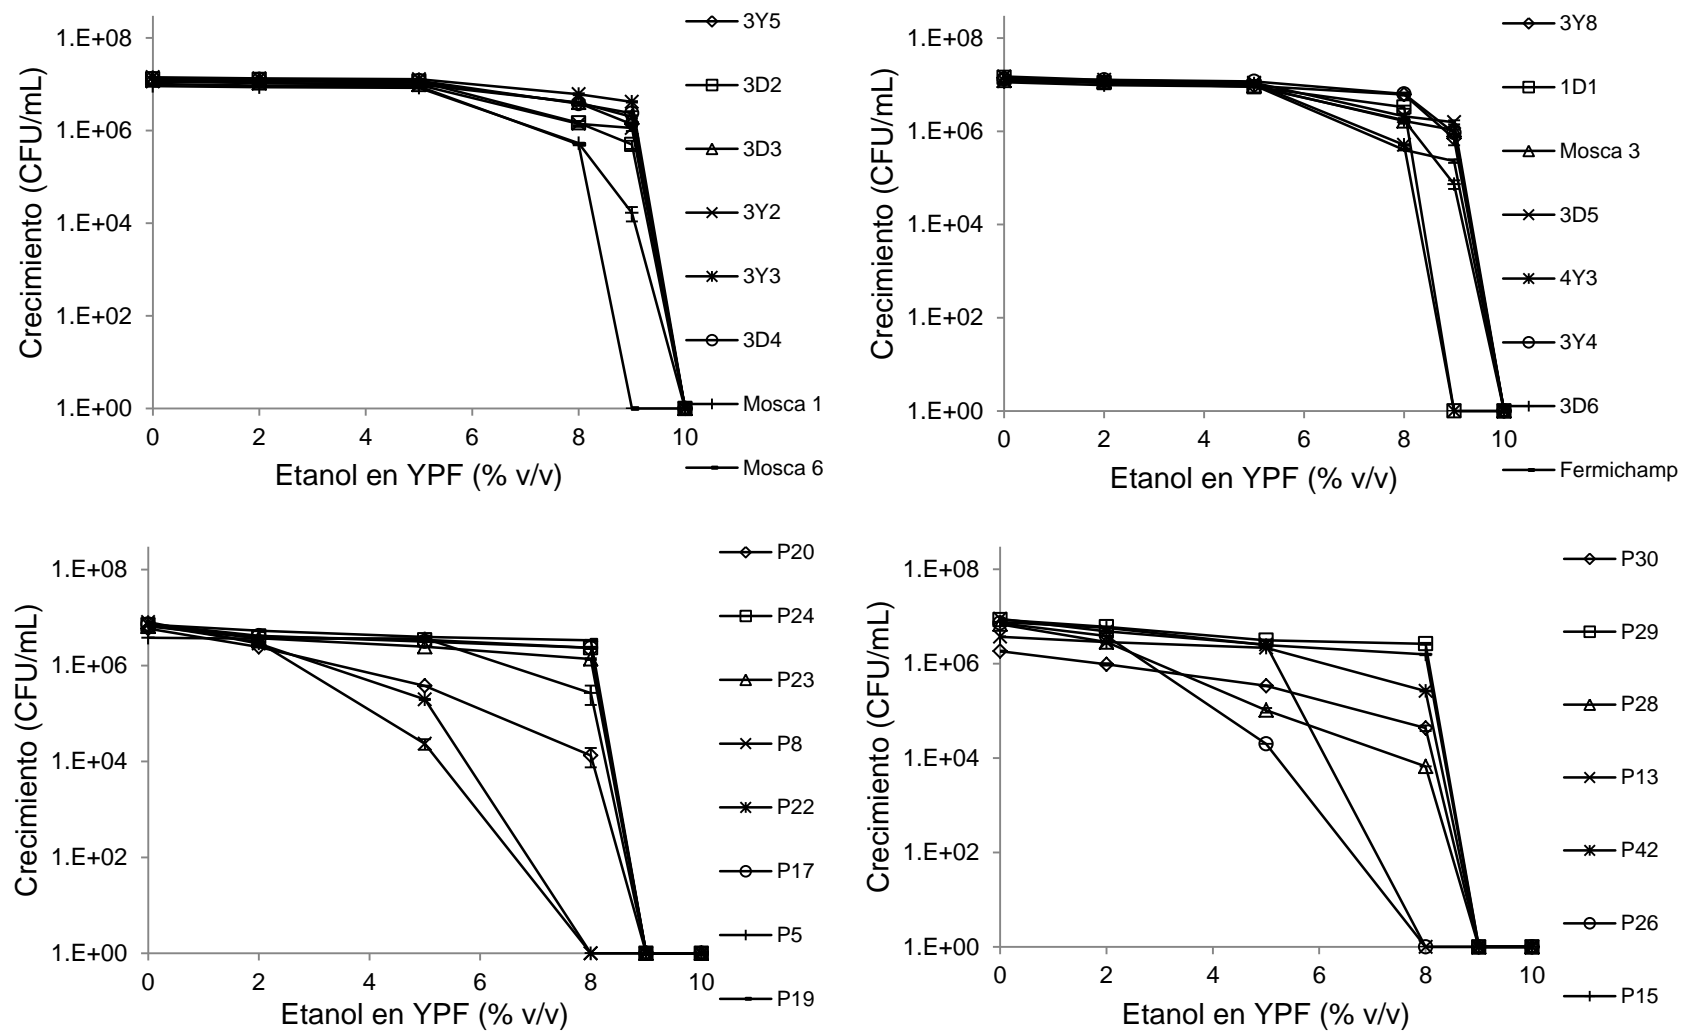 1.E+08
1.E+06
1.E+04
1.E+02
1.E+00
Crecimiento (CFU/mL)
0 2 4 6 8 10
Etanol en YPF (% v/v)
3Y5
3D2
3D3
3Y2
3Y3
3D4
Mosca 1
Mosca 6
1.E+08
1.E+06
1.E+04
1.E+02
1.E+00
Crecimiento (CFU/mL)
0 2 4 6 8 10
Etanol en YPF (% v/v)
3Y8
1D1
Mosca 3
3D5
4Y3
3Y4
3D6
Fermichamp
1.E+08
1.E+06
1.E+04
1.E+02
1.E+00
Crecimiento (CFU/mL)
0 2 4 6 8 10
Etanol en YPF (% v/v)
P20
P24
P23
P8
P22
P17
P5
P19
1.E+08
1.E+06
1.E+04
1.E+02
1.E+00
Crecimiento (CFU/mL)
0 2 4 6 8 10
Etanol en YPF (% v/v)
P30
P29
P28
P13
P42
P26
P15